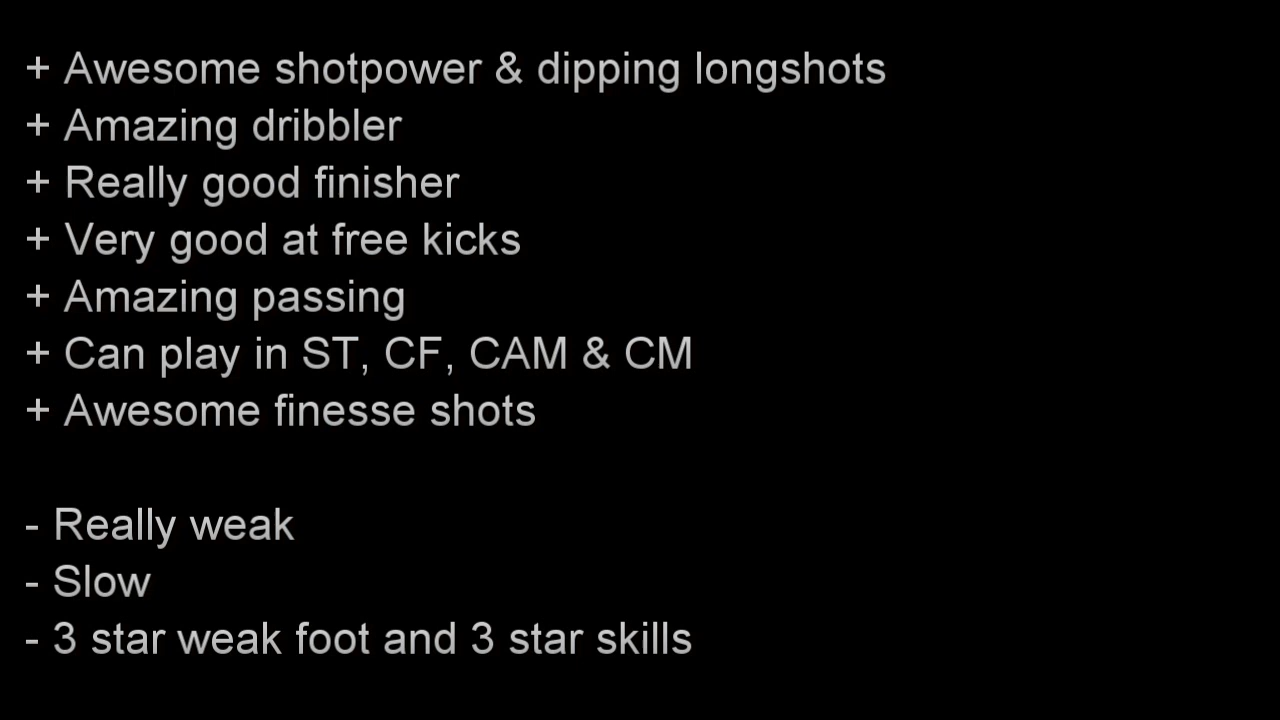 + Awesome shotpower & dipping longshots
+ Amazing dribbler
+ Really good finisher
+ Very good at free kicks
+ Amazing passing
+ Can play in ST, CF, CAM & CM
+ Awesome finesse shots
- Really weak
- Slow
- 3 star weak foot and 3 star skills